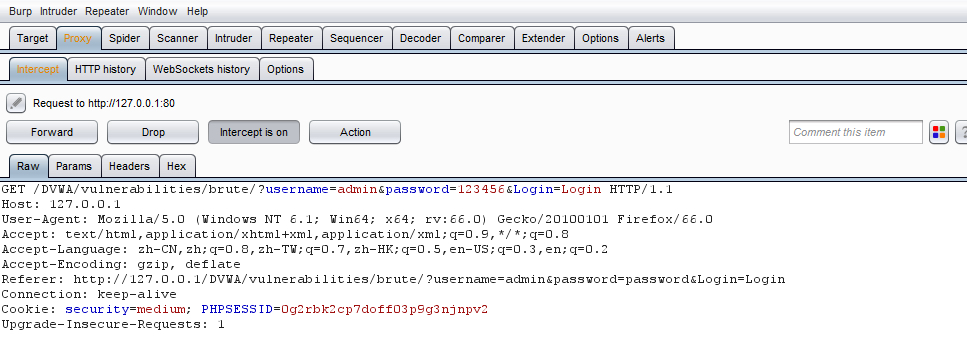 Burp Intruder Repeater Window Help
Target Proxy Spider Scanner Intruder Repeater Sequencer Decoder Comparer Extender Options Alerts
Intercept HTTP history WebSockets history Options
Request to http://127.0.0.1:80
Forward Drop Intercept is on Action Comment this item ?
Raw Params Headers Hex
GET /DVWA/vulnerabilities/brute/?username=admin&password=123456&Login=Login HTTP/1.1
Host: 127.0.0.1
User-Agent: Mozilla/5.0 (Windows NT 6.1; Win64; x64; rv:66.0) Gecko/20100101 Firefox/66.0
Accept: text/html,application/xhtml+xml,application/xml;q=0.9,*/*;q=0.8
Accept-Language: zh-CN,zh;q=0.8,zh-TW;q=0.7,zh-HK;q=0.5,en-US;q=0.3,en;q=0.2
Accept-Encoding: gzip, deflate
Referer: http://127.0.0.1/DVWA/vulnerabilities/brute/?username=admin&password=password&Login=Login
Connection: keep-alive
Cookie: security=medium; PHPSESSID=0g2rbk2cp7doff03p9g3njnpv2
Upgrade-Insecure-Requests: 1